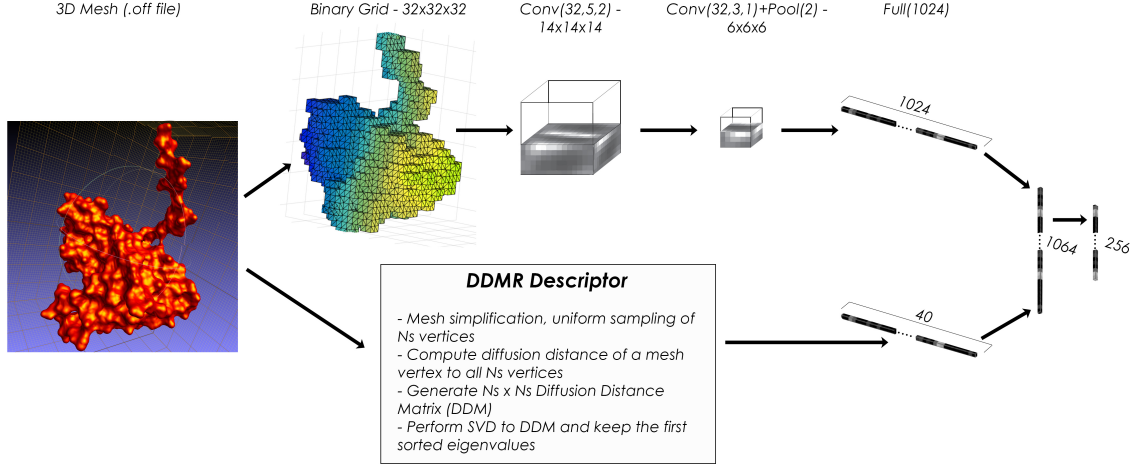 3D Mesh (.off file)
Binary Grid - 32x32x32
Conv(32,5,2) -
14x14x14
Conv(32,3,1)+Pool(2) -
6x6x6
Full(1024)
1024
1064
256
DDMR Descriptor
- Mesh simplification, uniform sampling of
Ns vertices
- Compute diffusion distance of a mesh
vertex to all Ns vertices
- Generate Ns x Ns Diffusion Distance
Matrix (DDM)
- Perform SVD to DDM and keep the first
sorted eigenvalues
40